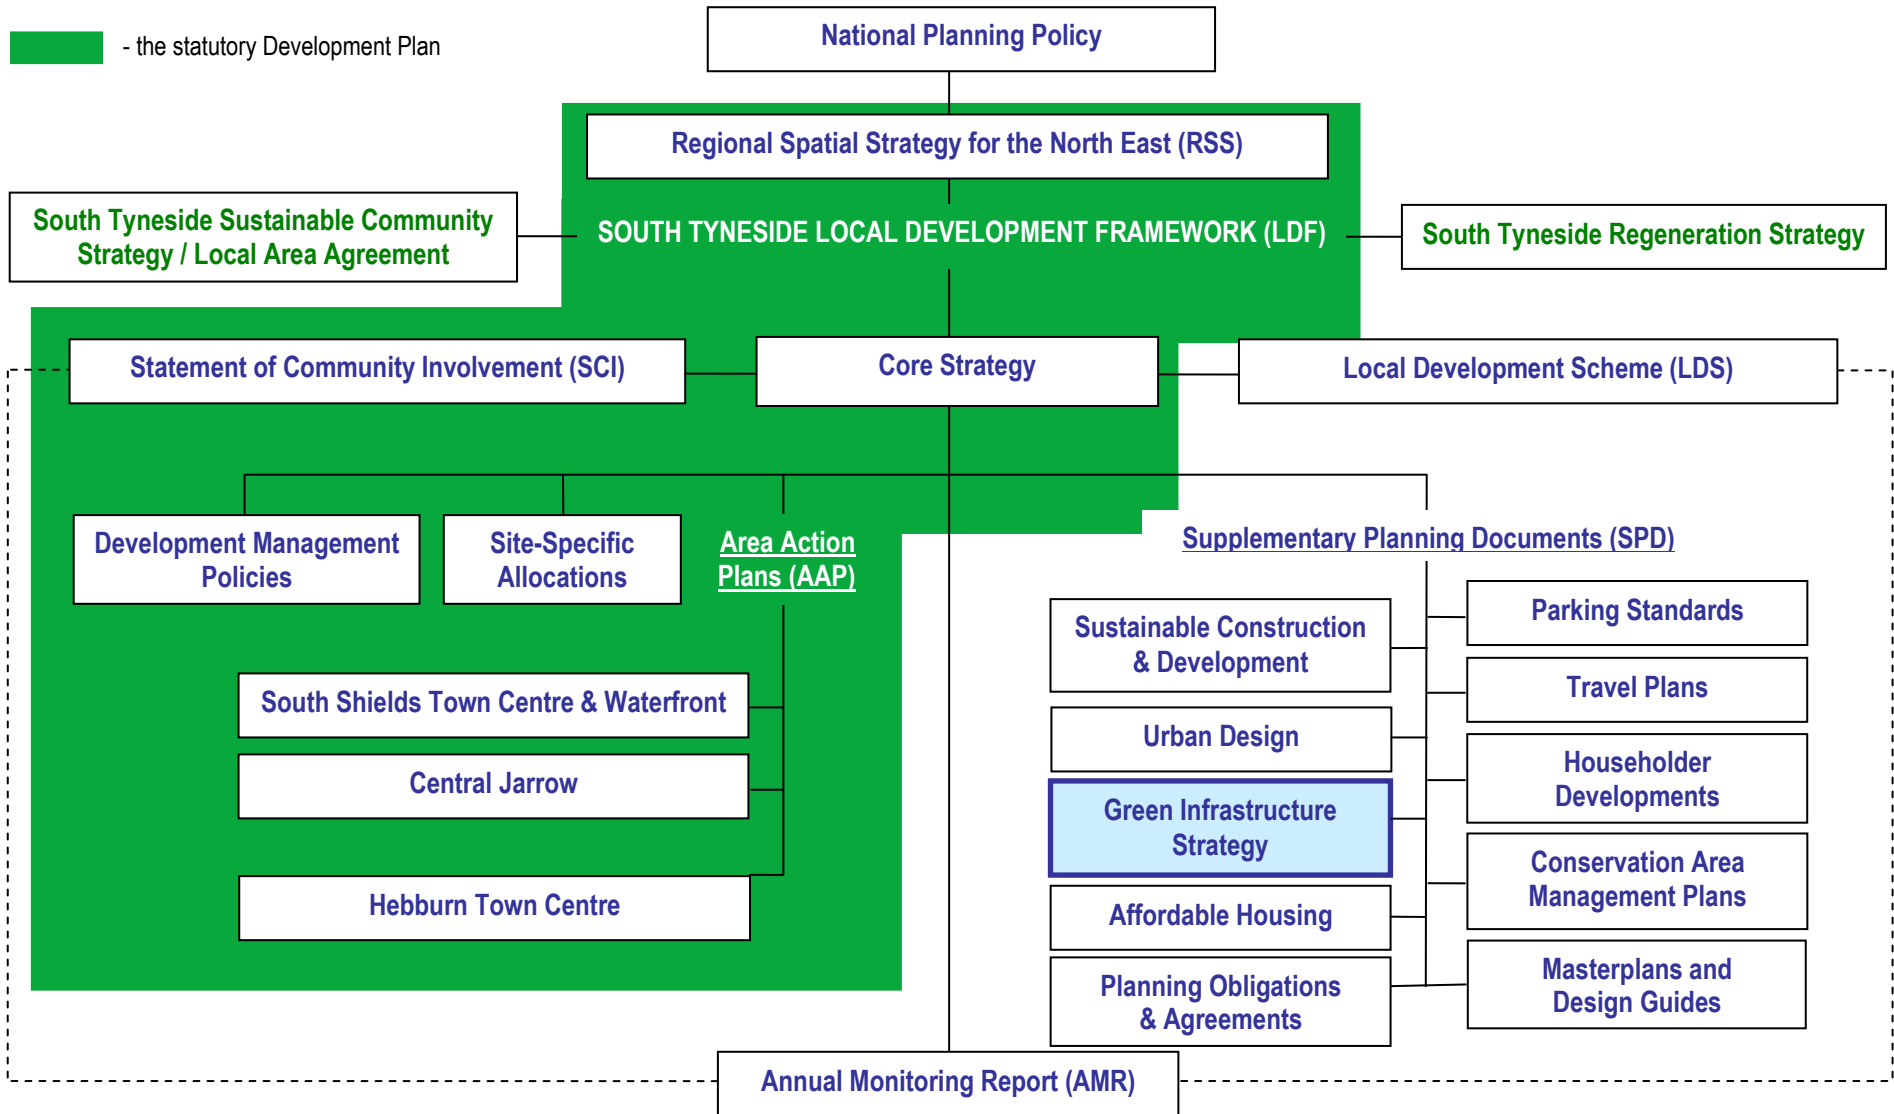 - the statutory Development Plan
National Planning Policy
Regional Spatial Strategy for the North East (RSS)
South Tyneside Sustainable Community
Strategy / Local Area Agreement
SOUTH TYNESIDE LOCAL DEVELOPMENT FRAMEWORK (LDF)
South Tyneside Regeneration Strategy
Statement of Community Involvement (SCI)
Core Strategy
Local Development Scheme (LDS)
Development Management
Policies
Site-Specific
Allocations
Area Action
Plans (AAP)
South Shields Town Centre & Waterfront
Central Jarrow
Hebburn Town Centre
Supplementary Planning Documents (SPD)
Sustainable Construction
& Development
Urban Design
Green Infrastructure
Strategy
Affordable Housing
Planning Obligations
& Agreements
Parking Standards
Travel Plans
Householder
Developments
Conservation Area
Management Plans
Masterplans and
Design Guides
Annual Monitoring Report (AMR)